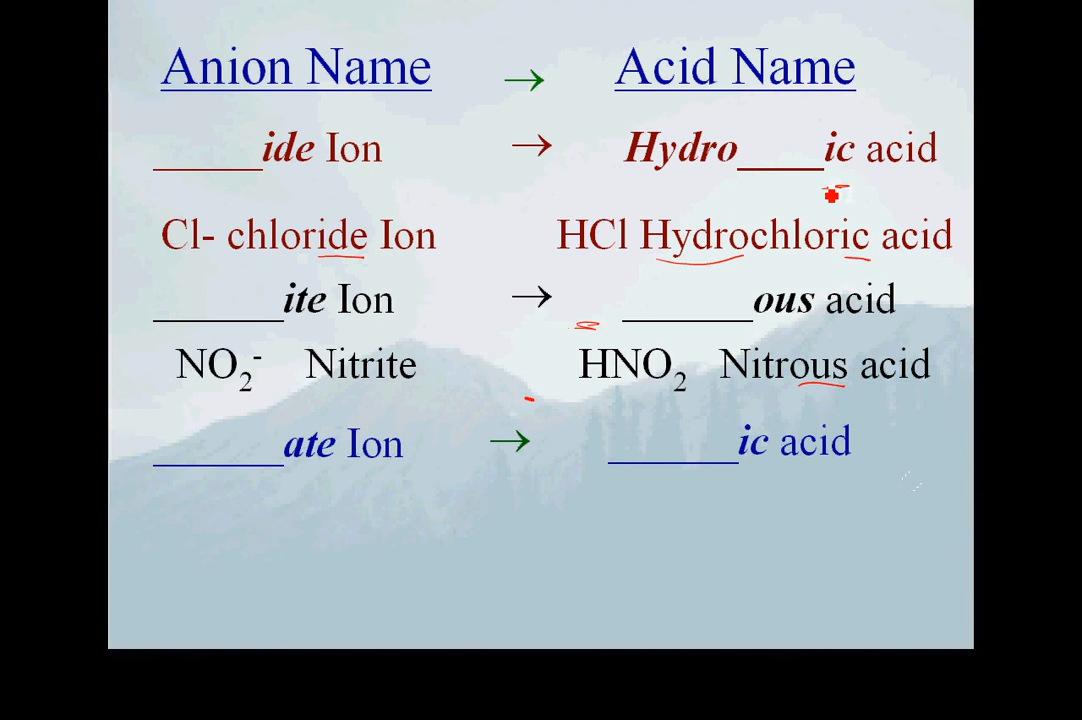 Anion Name → Acid Name
______ide Ion → Hydro____ic acid
Cl- chloride Ion HCl Hydrochloric acid
______ite Ion → ______ous acid
NO₂⁻ Nitrite HNO₂ Nitrous acid
______ate Ion → ______ic acid